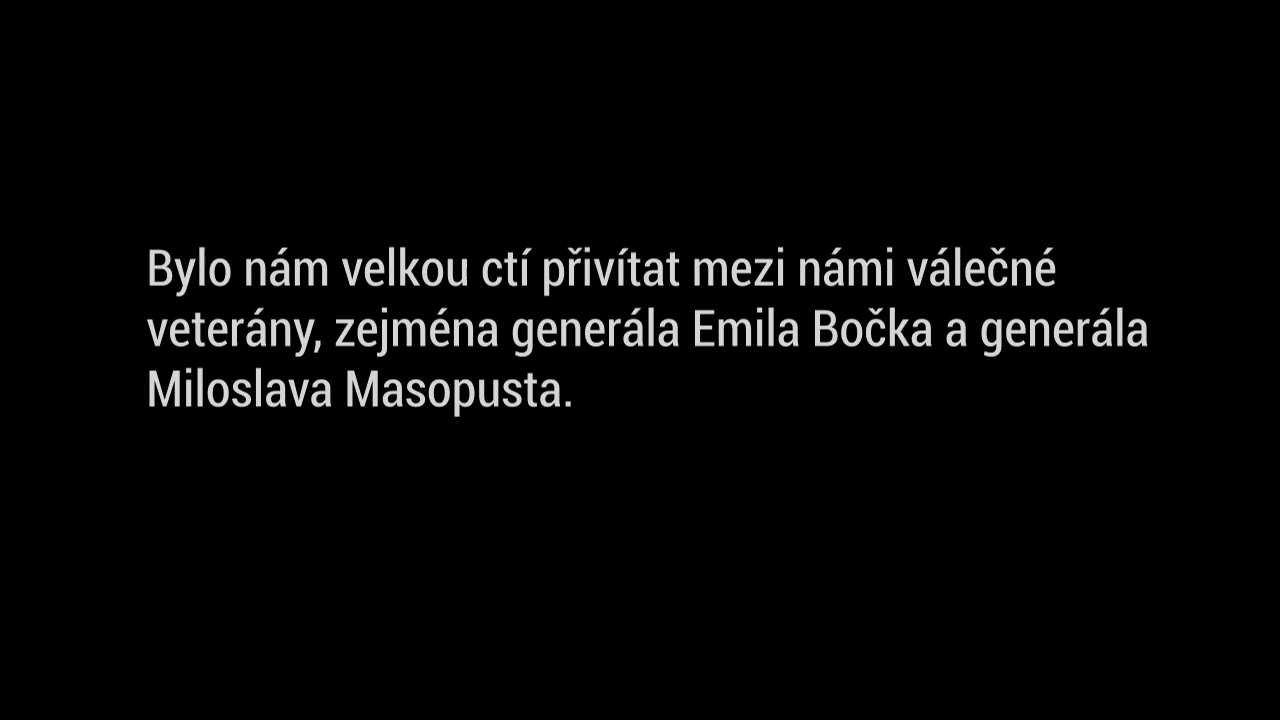 Bylo nám velkou ctí přivítat mezi námi válečné
veterány, zejména generála Emila Bočka a generála
Miloslava Masopusta.